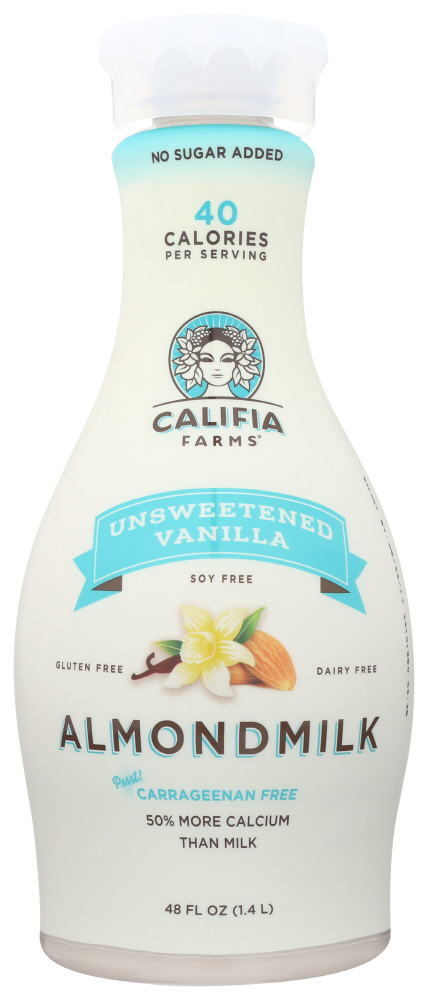 NO SUGAR ADDED
40
CALORIES
PER SERVING
CALIFIA
FARMS®
UNSWEETENED
VANILLA
SOY FREE
GLUTEN FREE
DAIRY FREE
ALMONDMILK
Pssst!
CARRAGEENAN FREE
50% MORE CALCIUM
THAN MILK
48 FL OZ (1.4 L)